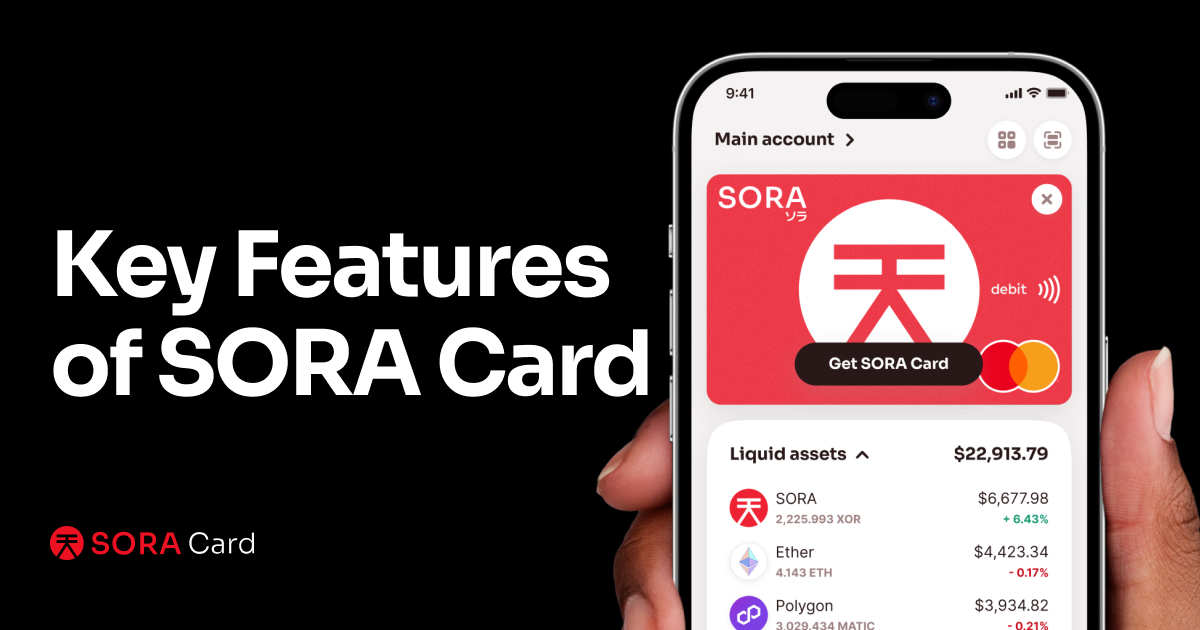 Key Features
of SORA Card
SORA Card
9:41
Main account
SORA
ソラ
debit
Get SORA Card
Liquid assets $22,913.79
SORA $6,677.98
2,225.993 XOR + 6.43%
Ether $4,423.34
4.143 ETH - 0.17%
Polygon $3,934.82
3,029.434 MATIC - 0.21%